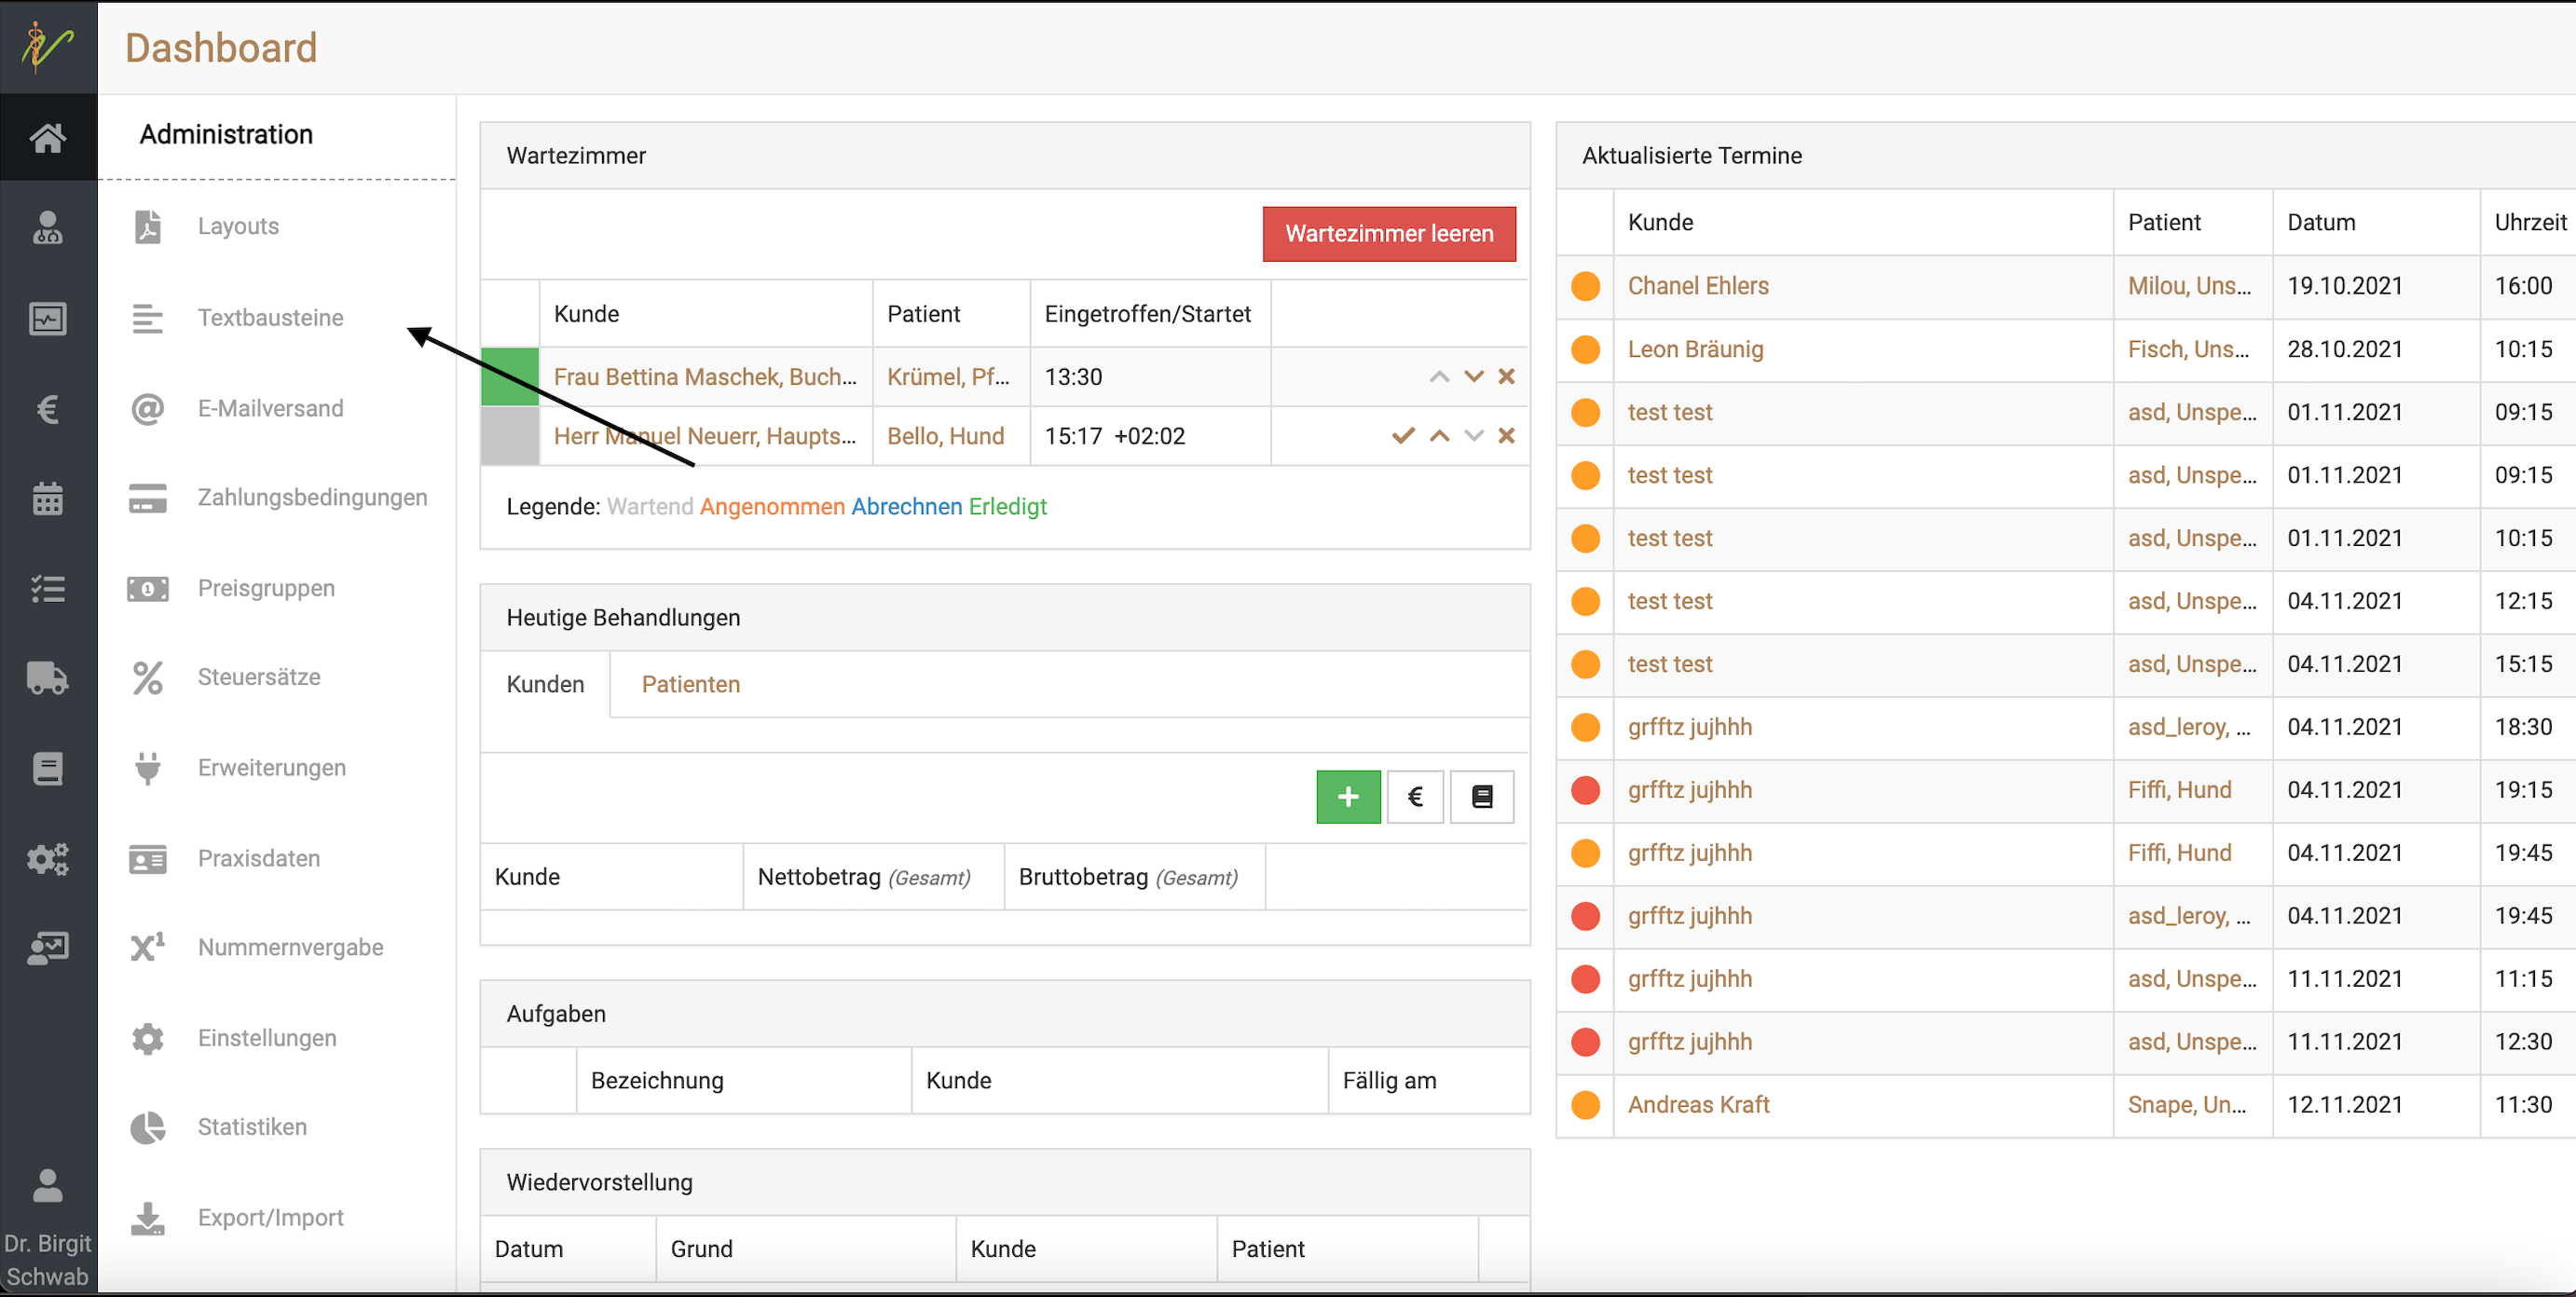 Dashboard
Administration
Layouts
Textbausteine
E-Mailversand
Zahlungsbedingungen
Preisgruppen
Steuersätze
Erweiterungen
Praxisdaten
Nummernvergabe
Einstellungen
Statistiken
Export/Import
Dr. Birgit
Schwab
Wartezimmer
Wartezimmer leeren
Kunde Patient Eingetroffen/Startet
Frau Bettina Maschek, Buch... Krümel, Pf... 13:30
Herr Manuel Neuerr, Haupts... Bello, Hund 15:17 +02:02
Legende: Wartend Angenommen Abrechnen Erledigt
Heutige Behandlungen
Kunden Patienten
Kunde Nettobetrag (Gesamt) Bruttobetrag (Gesamt)
Aufgaben
Bezeichnung Kunde Fällig am
Wiedervorstellung
Datum Grund Kunde Patient
Aktualisierte Termine
Kunde Patient Datum Uhrzeit
Chanel Ehlers Milou, Uns... 19.10.2021 16:00
Leon Bräunig Fisch, Uns... 28.10.2021 10:15
test test asd, Unspe... 01.11.2021 09:15
test test asd, Unspe... 01.11.2021 09:15
test test asd, Unspe... 01.11.2021 10:15
test test asd, Unspe... 04.11.2021 12:15
test test asd, Unspe... 04.11.2021 15:15
grfftz jujhhh asd_leroy, ... 04.11.2021 18:30
grfftz jujhhh Fiffi, Hund 04.11.2021 19:15
grfftz jujhhh Fiffi, Hund 04.11.2021 19:45
grfftz jujhhh asd_leroy, ... 04.11.2021 19:45
grfftz jujhhh asd, Unspe... 11.11.2021 11:15
grfftz jujhhh asd, Unspe... 11.11.2021 12:30
Andreas Kraft Snape, Un... 12.11.2021 11:30